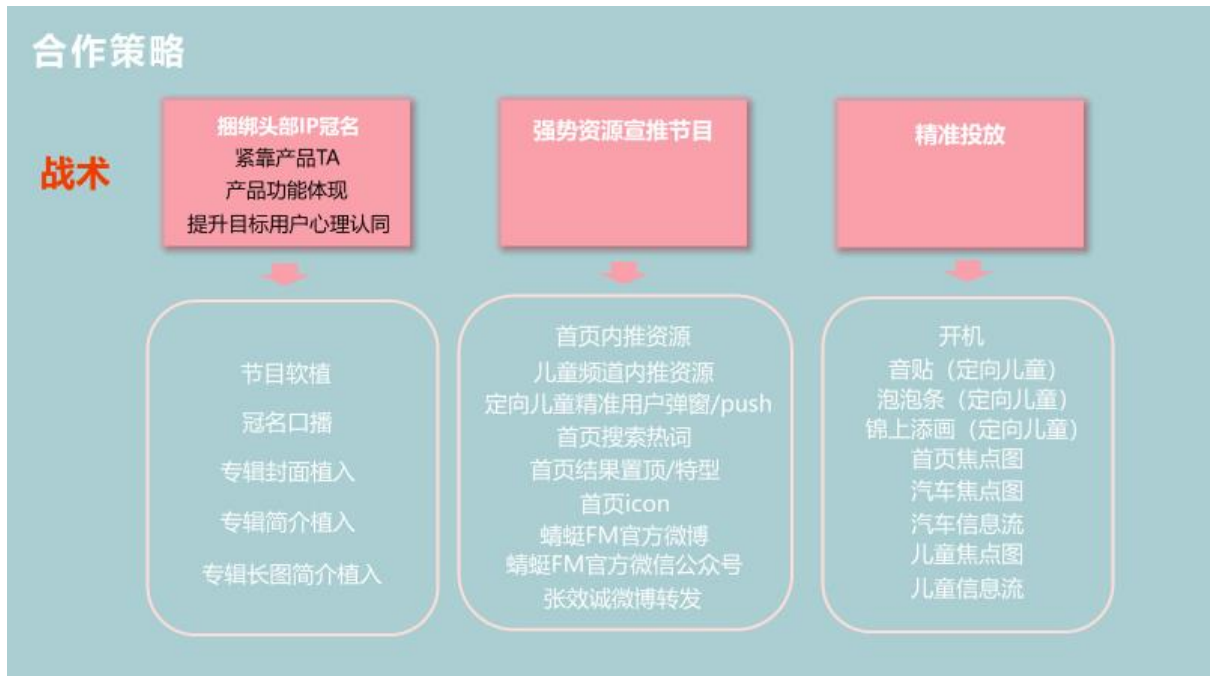 合作策略
战术
捆绑头部IP冠名
紧靠产品TA
产品功能体现
提升目标用户心理认同
节目软植
冠名口播
专辑封面植入
专辑简介植入
专辑长图简介植入
强势资源宣推节目
首页内推资源
儿童频道内推资源
定向儿童精准用户弹窗/push
首页搜索热词
首页结果置顶/特型
首页icon
蜻蜓FM官方微博
蜻蜓FM官方微信公众号
张效诚微博转发
精准投放
开机
音贴（定向儿童）
泡泡条（定向儿童）
锦上添画（定向儿童）
首页焦点图
汽车焦点图
汽车信息流
儿童焦点图
儿童信息流